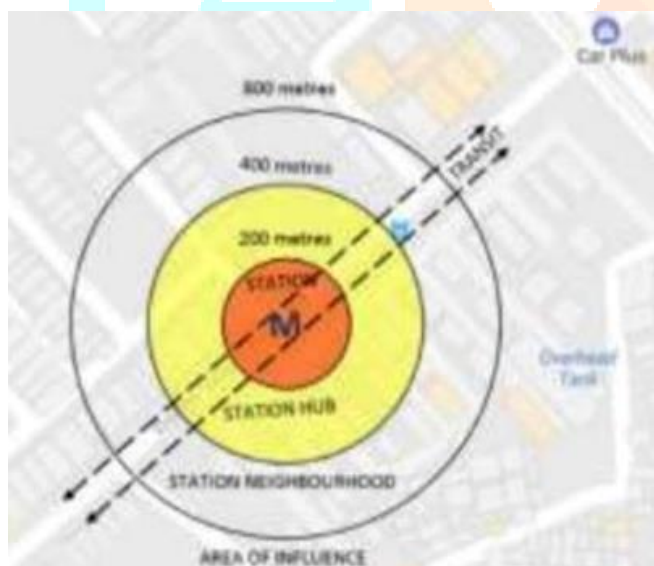 Car Plus
800 metres
TRANSIT
400 metres
200 metres
STATION
M
Overhead
Tank
STATION HUB
STATION NEIGHBOURHOOD
AREA OF INFLUENCE